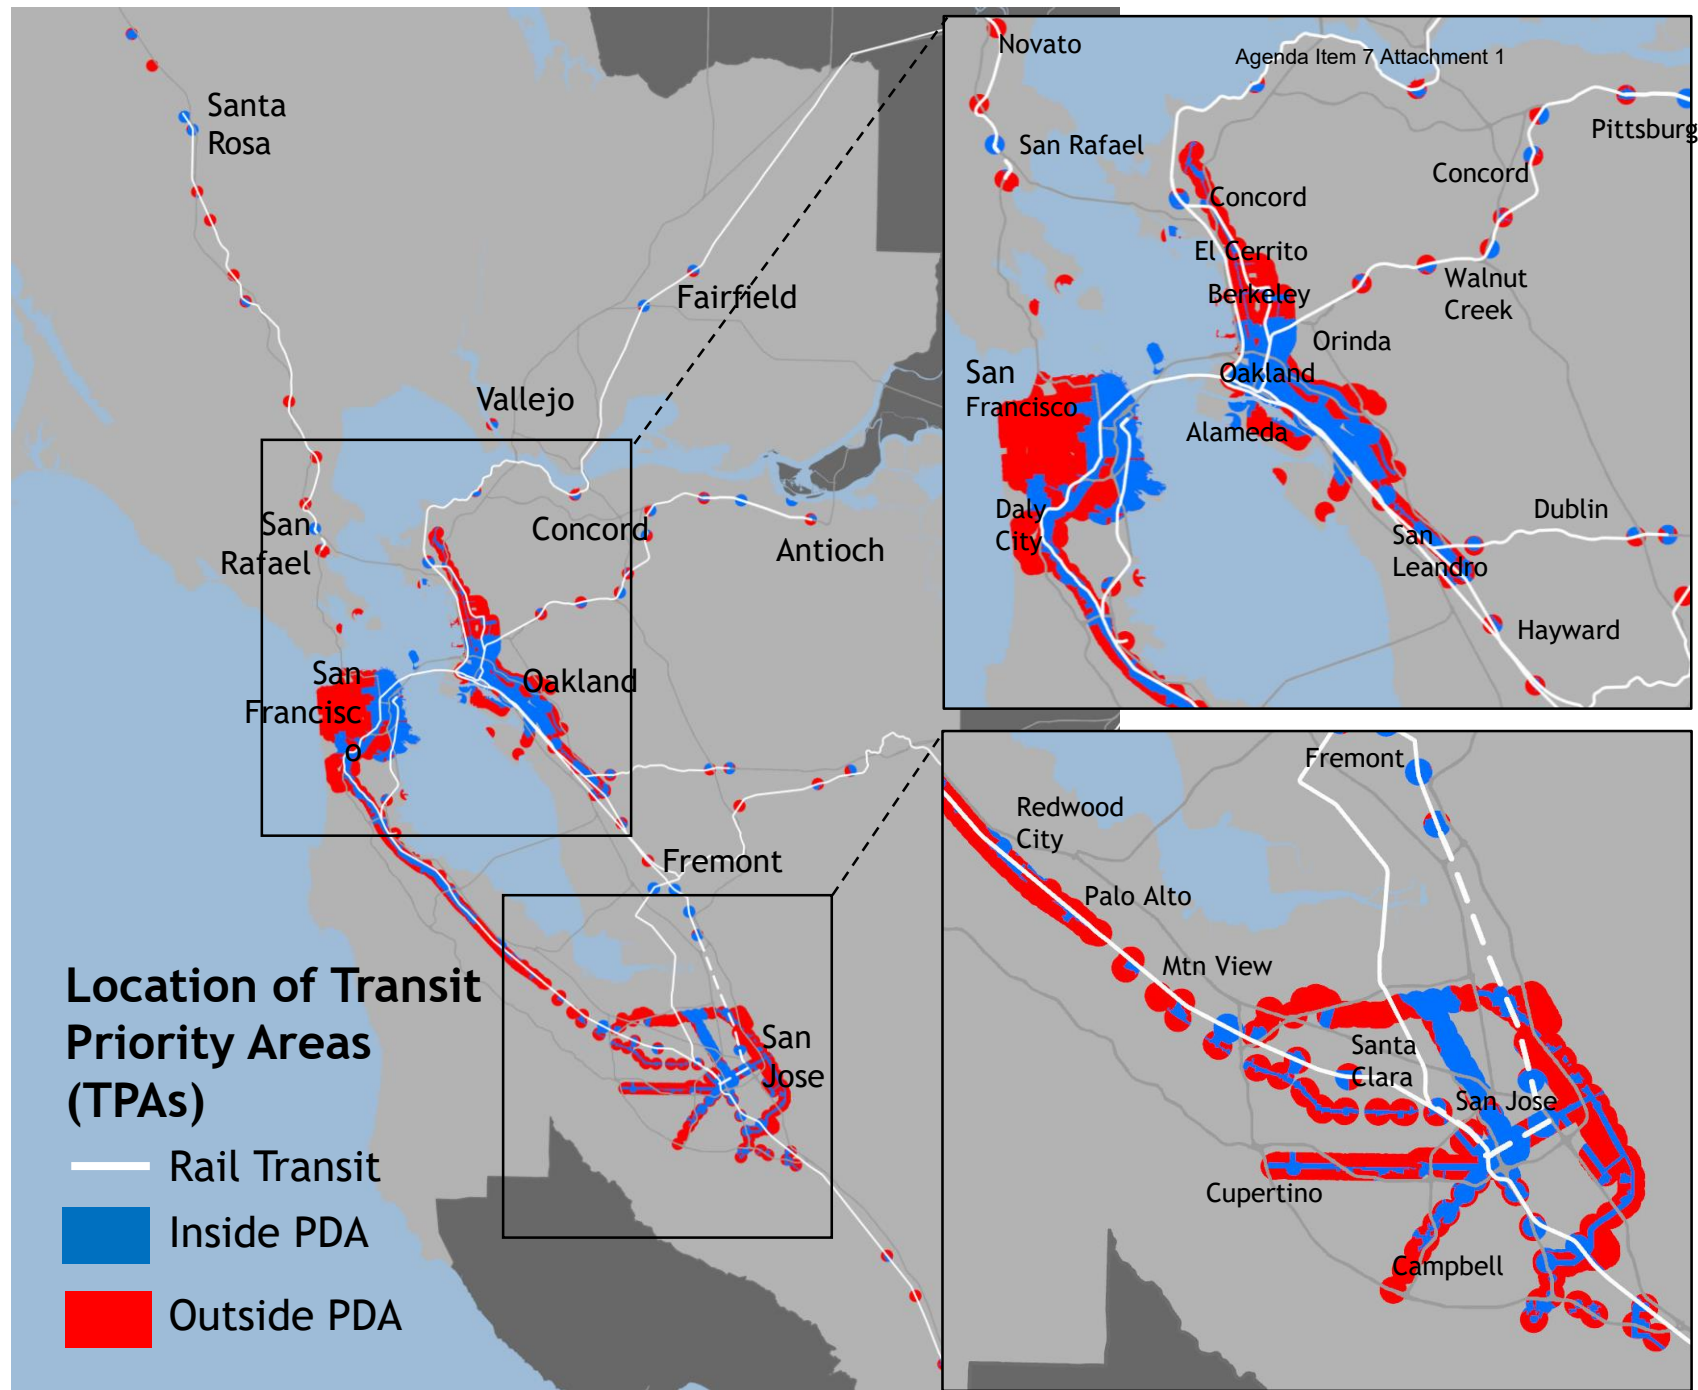 Santa
Rosa
Fairfield
Vallejo
San
Rafael
Concord
Antioch
San
Francisc
o
Oakland
Fremont
San
Jose
Location of Transit
Priority Areas
(TPAs)
Rail Transit
Inside PDA
Outside PDA
Novato
Agenda Item 7 Attachment 1
Pittsburg
San Rafael
Concord
Concord
El Cerrito
Walnut
Creek
Berkeley
Orinda
San
Francisco
Oakland
Alameda
Daly
City
Dublin
San
Leandro
Hayward
Fremont
Redwood
City
Palo Alto
Mtn View
Santa
Clara
San Jose
Cupertino
Campbell